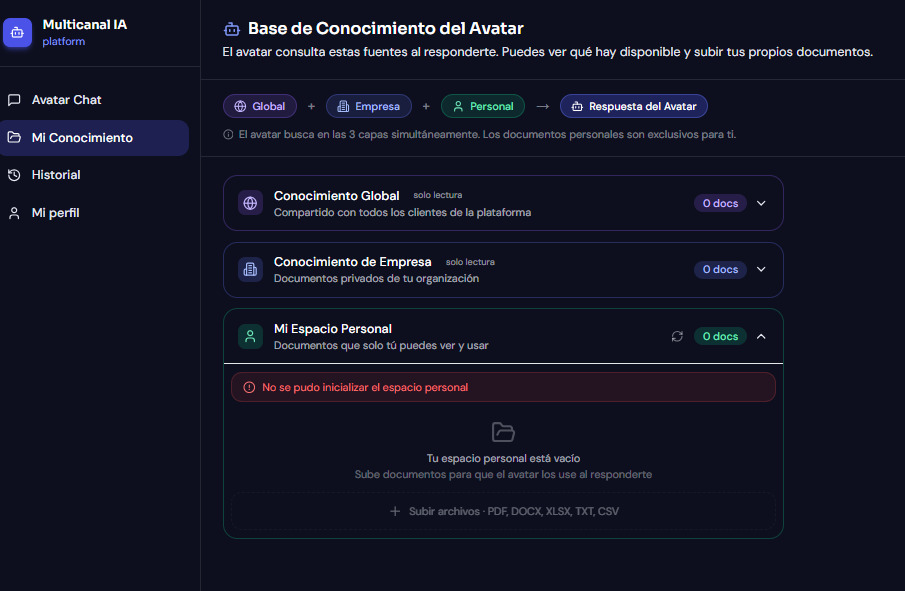 Multicanal IA
platform
Avatar Chat
Mi Conocimiento
Historial
Mi perfil
Base de Conocimiento del Avatar
El avatar consulta estas fuentes al responderte. Puedes ver qué hay disponible y subir tus propios documentos.
Global + Empresa + Personal → Respuesta del Avatar
El avatar busca en las 3 capas simultáneamente. Los documentos personales son exclusivos para ti.
Conocimiento Global solo lectura
Compartido con todos los clientes de la plataforma
0 docs
Conocimiento de Empresa solo lectura
Documentos privados de tu organización
0 docs
Mi Espacio Personal
Documentos que solo tú puedes ver y usar
0 docs
No se pudo inicializar el espacio personal
Tu espacio personal está vacío
Sube documentos para que el avatar los use al responderte
+ Subir archivos · PDF, DOCX, XLSX, TXT, CSV